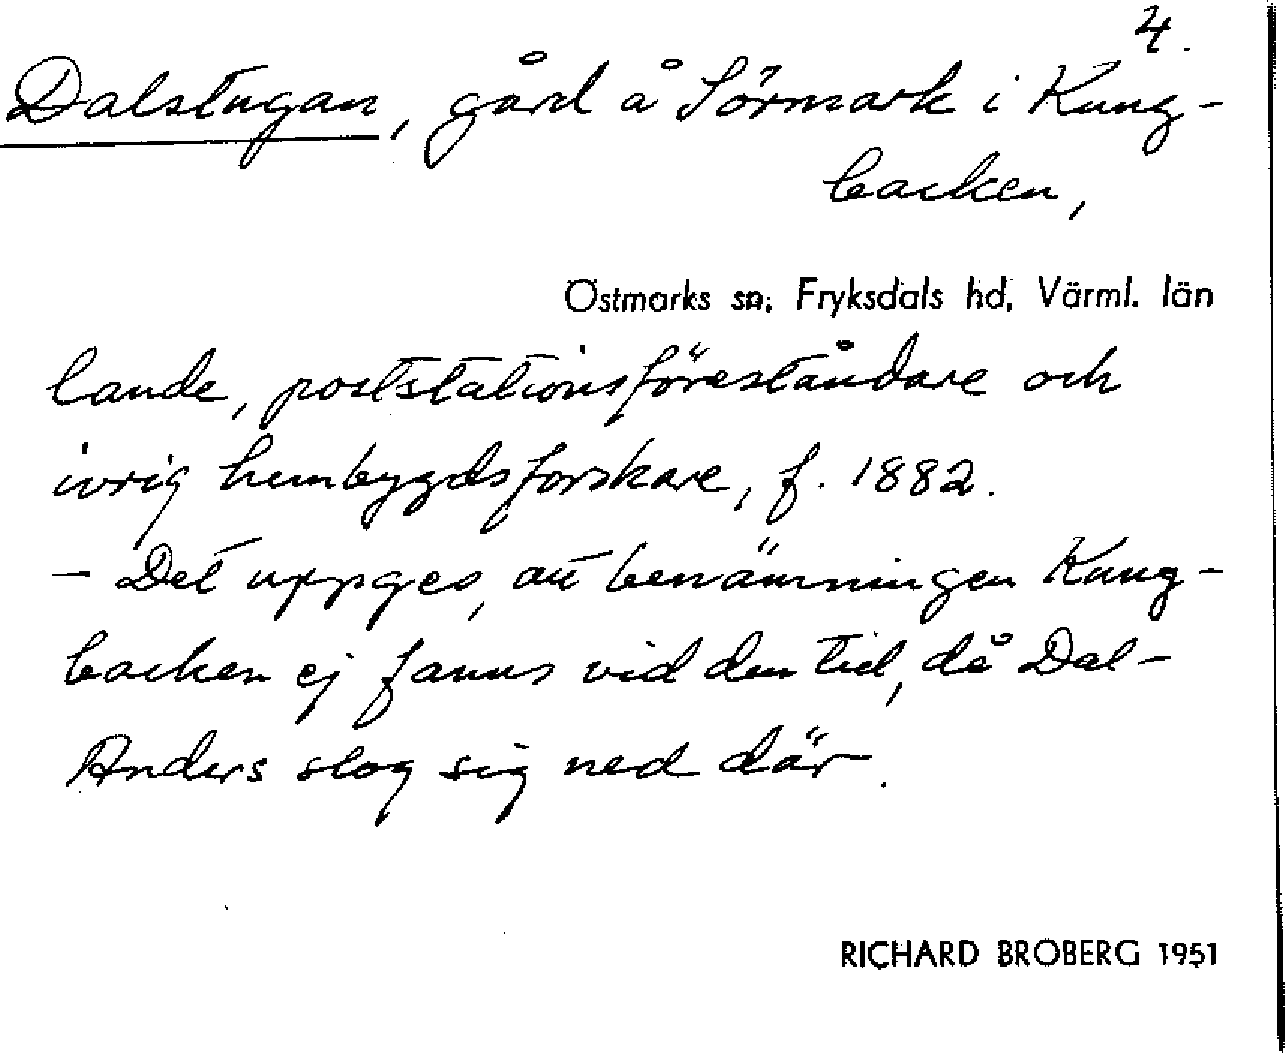 4.
Dalstugan, gård å Sörmark i Kung-
backen,
Östmarks sn, Fryksdals hd, Värml. län
lande, poststationsföreståndare och
ivrig hembygdsforskare, f. 1882.
– Det uppges, att benämningen Kung-
backen ej fanns vid den tid, då Dal-
Anders slog sig ned där.
RICHARD BROBERG 1951